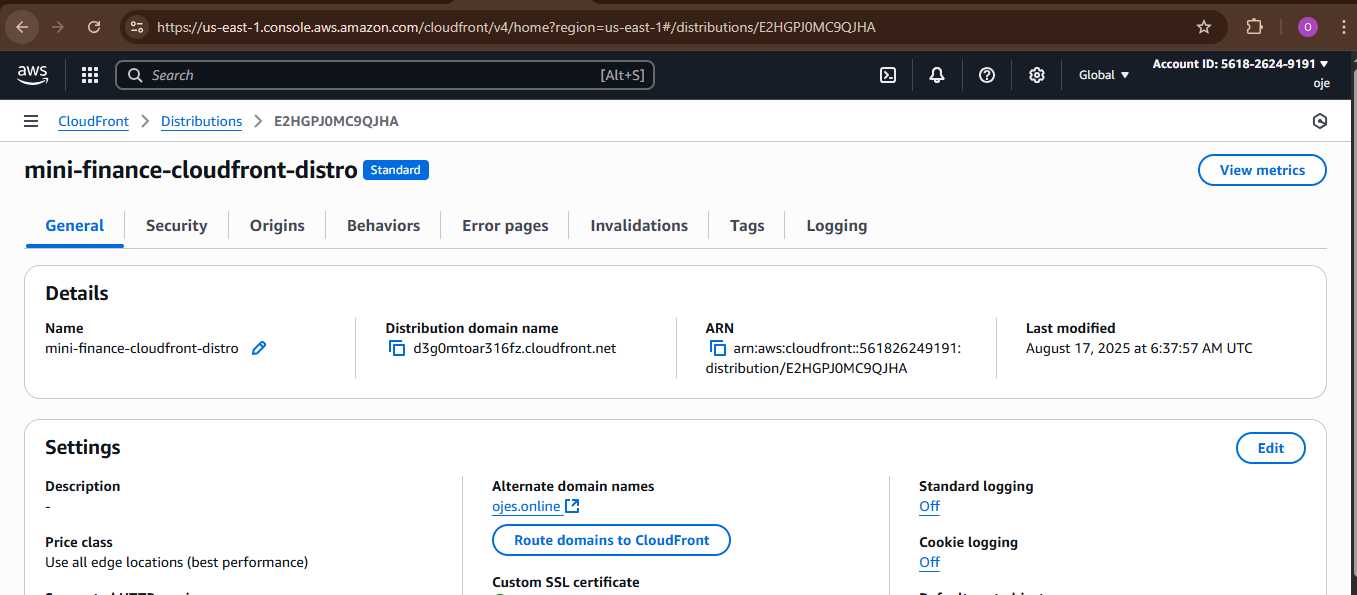 https://us-east-1.console.aws.amazon.com/cloudfront/v4/home?region=us-east-1#/distributions/E2HGPJ0MC9QJHA
O
aws
Search
[Alt+S]
Global
Account ID: 5618-2624-9191
oje
CloudFront
Distributions
E2HGPJ0MC9QJHA
mini-finance-cloudfront-distro
Standard
View metrics
General
Security
Origins
Behaviors
Error pages
Invalidations
Tags
Logging
Details
Name
mini-finance-cloudfront-distro
Distribution domain name
d3g0mtoar316fz.cloudfront.net
ARN
arn:aws:cloudfront::561826249191:
distribution/E2HGPJ0MC9QJHA
Last modified
August 17, 2025 at 6:37:57 AM UTC
Settings
Edit
Description
-
Price class
Use all edge locations (best performance)
Alternate domain names
ojes.online
Route domains to CloudFront
Custom SSL certificate
Standard logging
Off
Cookie logging
Off